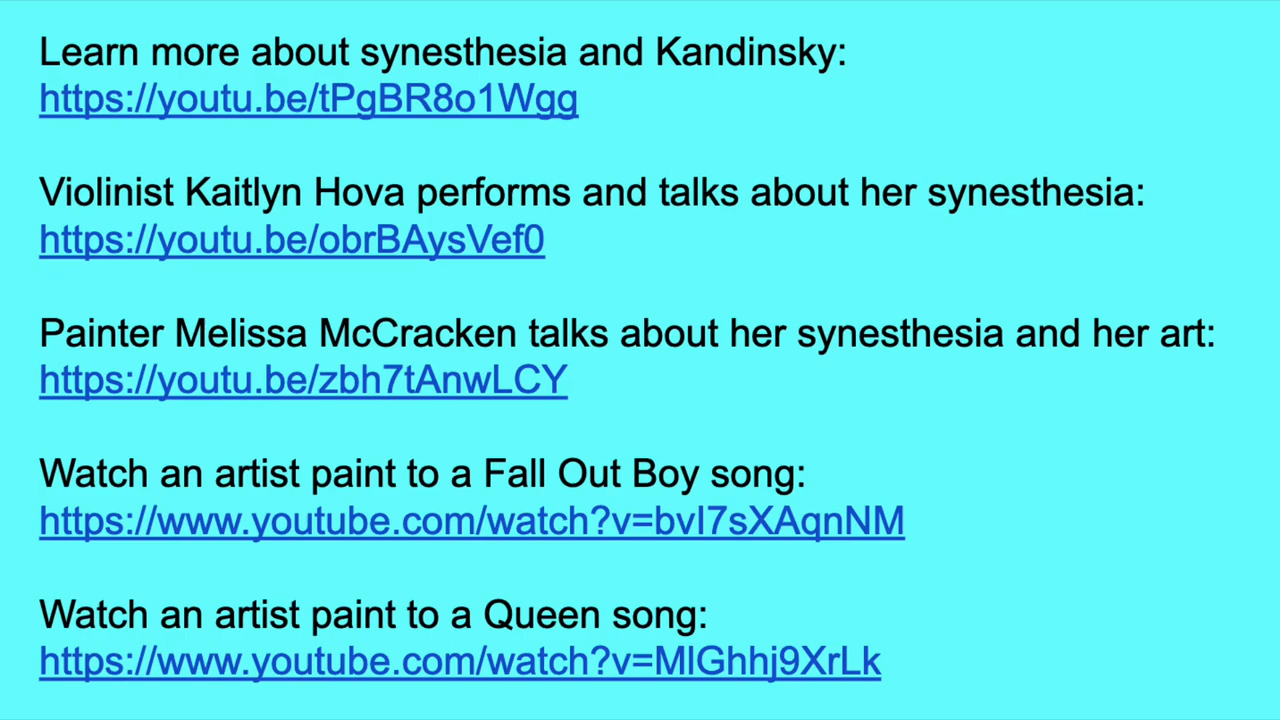 Learn more about synesthesia and Kandinsky:
https://youtu.be/tPgBR8o1Wgg
Violinist Kaitlyn Hova performs and talks about her synesthesia:
https://youtu.be/obrBAysVef0
Painter Melissa McCracken talks about her synesthesia and her art:
https://youtu.be/zbh7tAnwLCY
Watch an artist paint to a Fall Out Boy song:
https://www.youtube.com/watch?v=bvI7sXAqnNM
Watch an artist paint to a Queen song:
https://www.youtube.com/watch?v=MlGhhj9XrLk